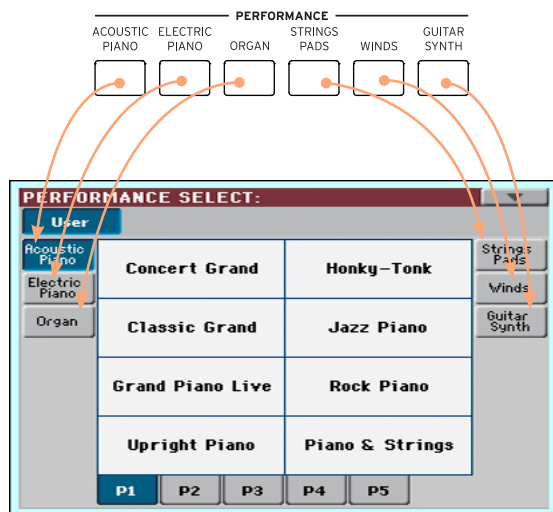 PERFORMANCE
ACOUSTIC PIANO
ELECTRIC PIANO
ORGAN
STRINGS PADS
WINDS
GUITAR SYNTH
PERFORMANCE SELECT:
User
Acoustic Piano
Electric Piano
Organ
Concert Grand
Honky-Tonk
Classic Grand
Jazz Piano
Grand Piano Live
Rock Piano
Upright Piano
Piano & Strings
Strings Pads
Winds
Guitar Synth
P1 P2 P3 P4 P5